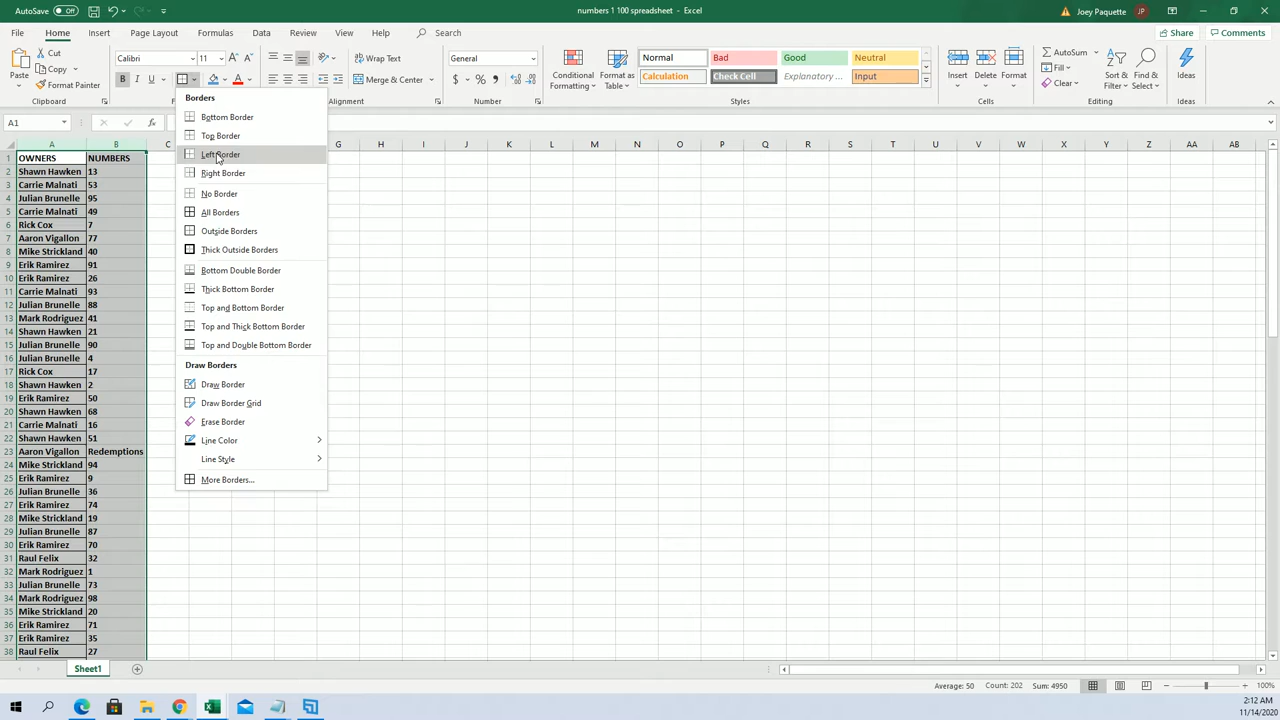 AutoSave Off
numbers 1 100 spreadsheet - Excel
Joey Paquette JP
File Home Insert Page Layout Formulas Data Review View Help Search Share Comments
Paste Cut Copy Format Painter Clipboard
Calibri 11 B I U
Wrap Text Merge & Center Alignment
General $ % Number
Conditional Formatting Format as Table
Normal Bad Good Neutral
Calculation Check Cell Explanatory ... Input
Styles
Insert Delete Format Cells
AutoSum Fill Clear Sort & Filter Find & Select Editing
Ideas Ideas
A1 fx
Borders
Bottom Border
Top Border
Left Border
Right Border
No Border
All Borders
Outside Borders
Thick Outside Borders
Bottom Double Border
Thick Bottom Border
Top and Bottom Border
Top and Thick Bottom Border
Top and Double Bottom Border
Draw Borders
Draw Border
Draw Border Grid
Erase Border
Line Color
Line Style
More Borders...
A B C G H I J K L M N O P Q R S T U V W X Y Z AA AB
1 OWNERS NUMBERS
2 Shawn Hawken 13
3 Carrie Malnati 53
4 Julian Brunelle 95
5 Carrie Malnati 49
6 Rick Cox 7
7 Aaron Vigallon 77
8 Mike Strickland 40
9 Erik Ramirez 91
10 Erik Ramirez 26
11 Carrie Malnati 93
12 Julian Brunelle 88
13 Mark Rodriguez 41
14 Shawn Hawken 21
15 Julian Brunelle 90
16 Julian Brunelle 4
17 Rick Cox 17
18 Shawn Hawken 2
19 Erik Ramirez 50
20 Shawn Hawken 68
21 Carrie Malnati 16
22 Shawn Hawken 51
23 Aaron Vigallon Redemptions
24 Mike Strickland 94
25 Erik Ramirez 9
26 Julian Brunelle 36
27 Erik Ramirez 74
28 Mike Strickland 19
29 Julian Brunelle 87
30 Erik Ramirez 70
31 Raul Felix 32
32 Mark Rodriguez 1
33 Julian Brunelle 73
34 Mark Rodriguez 98
35 Mike Strickland 20
36 Erik Ramirez 71
37 Erik Ramirez 35
38 Raul Felix 27
Sheet1
Average: 50 Count: 202 Sum: 4950 100%
2:12 AM
11/14/2020